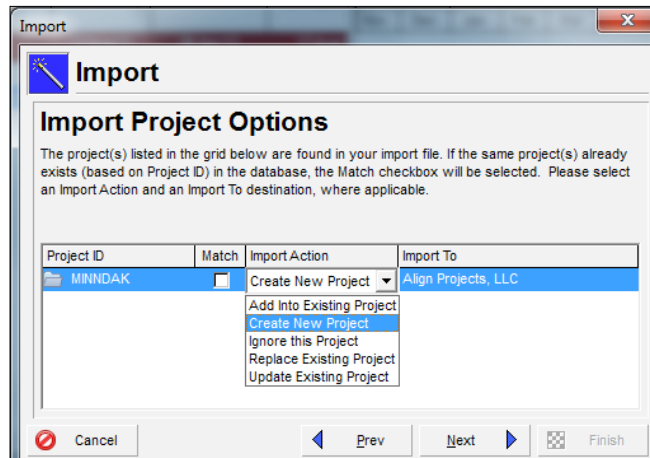 Import
Import
Import Project Options
The project(s) listed in the grid below are found in your import file. If the same project(s) already
exists (based on Project ID) in the database, the Match checkbox will be selected. Please select
an Import Action and an Import To destination, where applicable.
Project ID Match Import Action Import To
MINNDAK Create New Project Align Projects, LLC
Add Into Existing Project
Create New Project
Ignore this Project
Replace Existing Project
Update Existing Project
Cancel Prev Next Finish